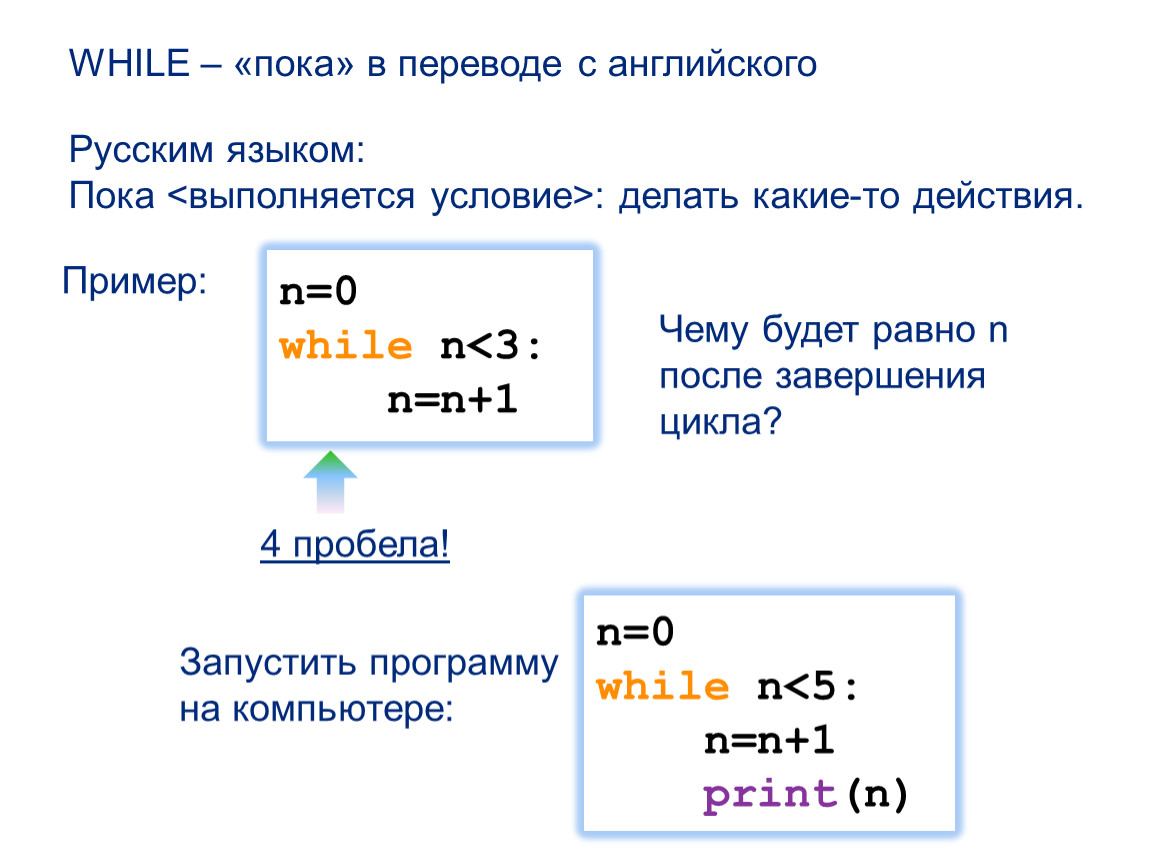 WHILE – «пока» в переводе с английского
Русским языком:
Пока <выполняется условие>: делать какие-то действия.
Пример:
n=0
while n<3:
    n=n+1
Чему будет равно n
после завершения
цикла?
4 пробела!
Запустить программу
на компьютере:
n=0
while n<5:
    n=n+1
    print(n)